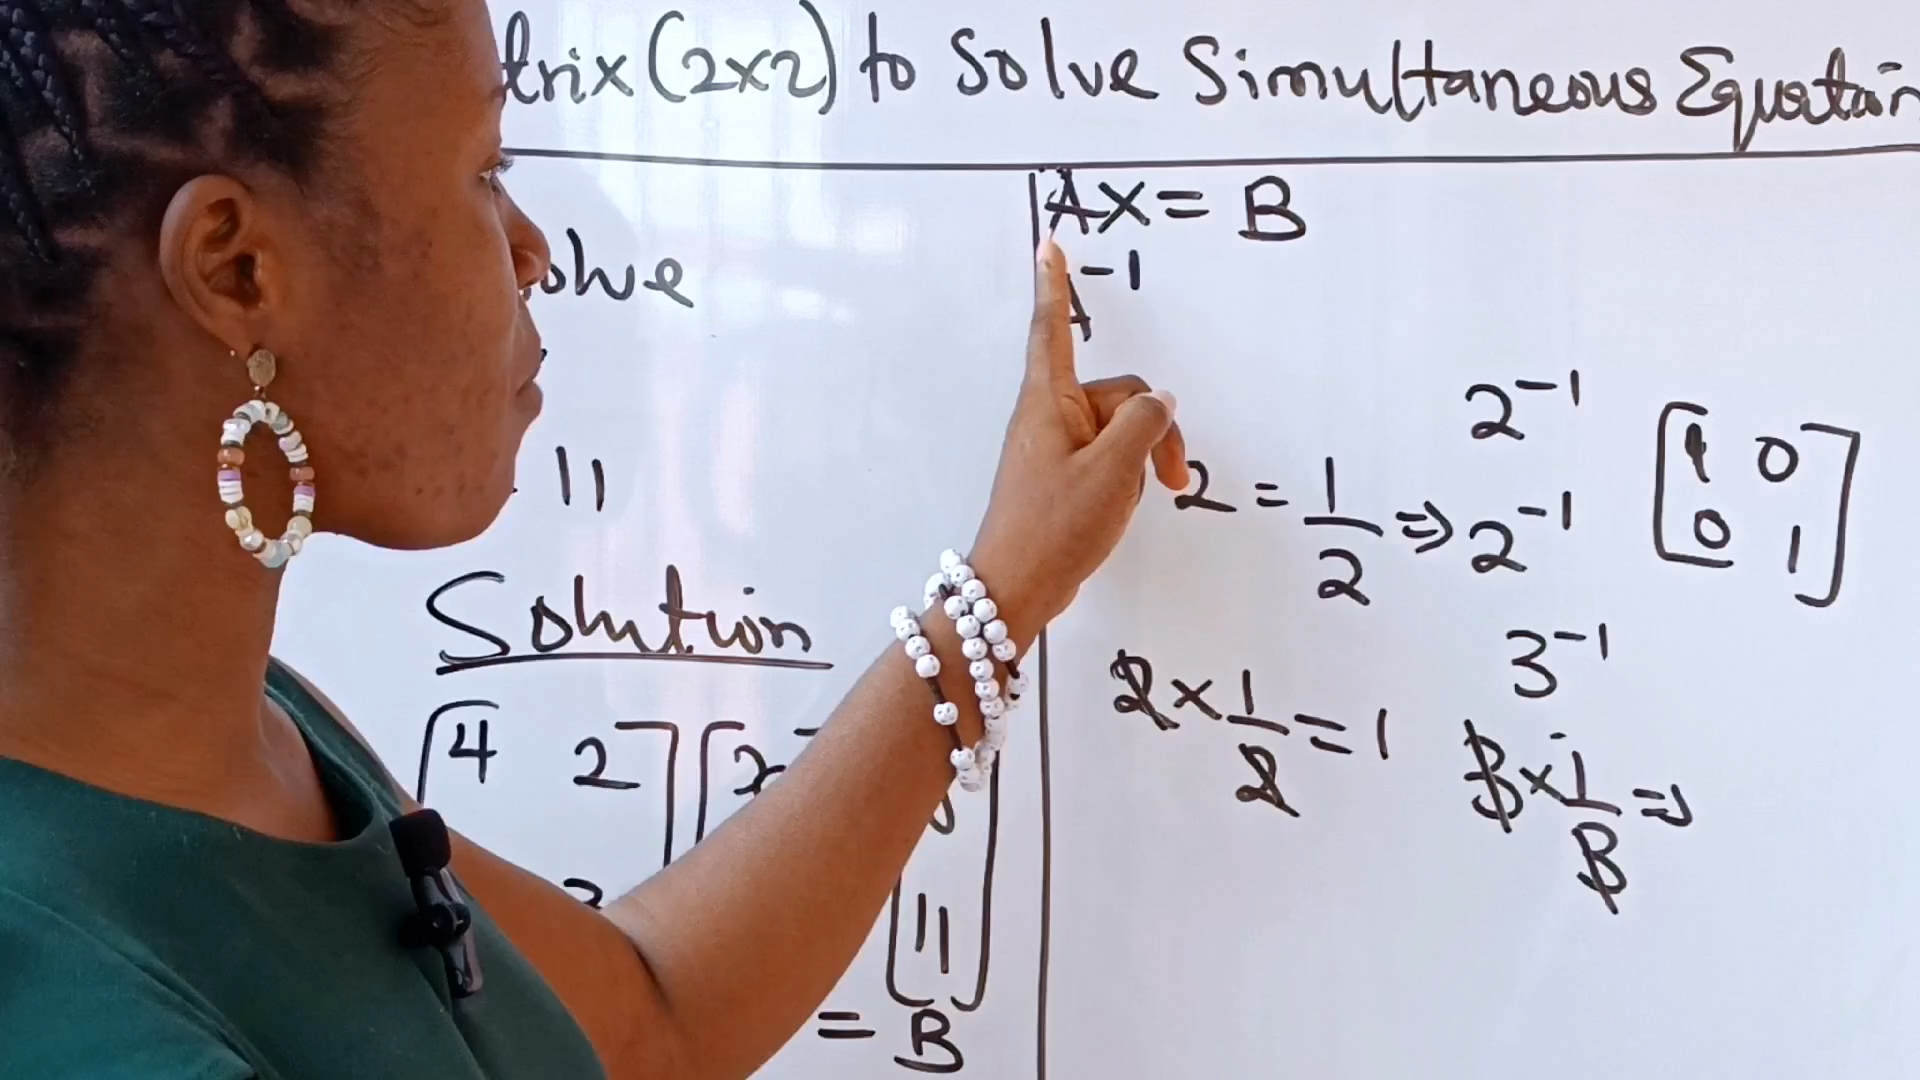 trix (2x2) to Solve Simultaneous Equation
olve
11
Solution
4 2
11
= B
AX = B
A⁻¹
2⁻¹
2 = 1/2 => 2⁻¹
[1 0
0 1]
3⁻¹
2 x 1/2 = 1
3 x 1/3 =>